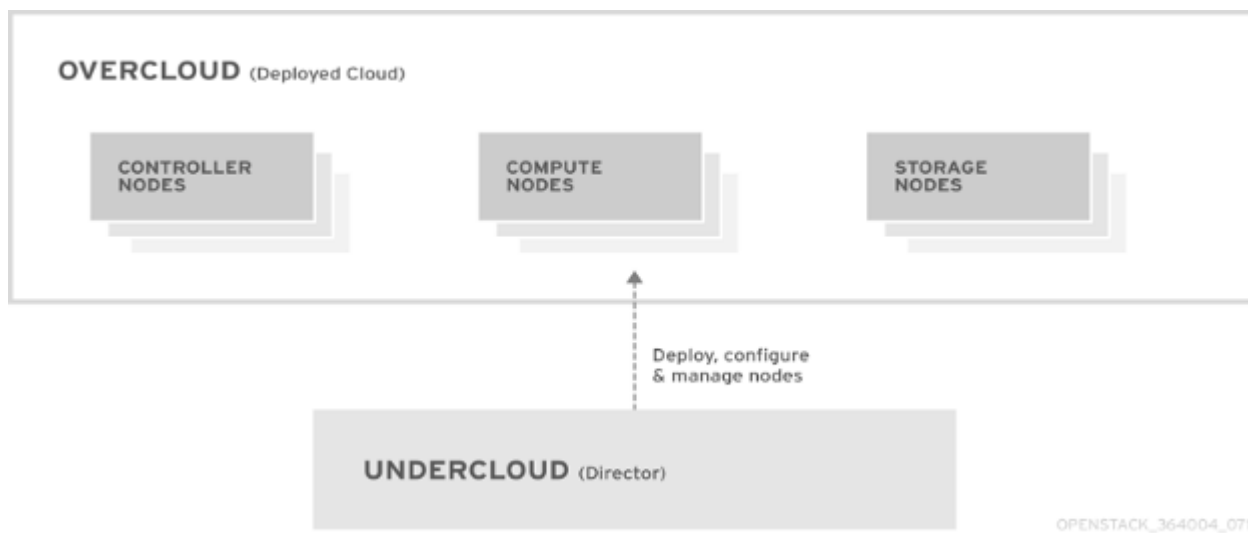 OVERCLOUD (Deployed Cloud)
CONTROLLER
NODES
COMPUTE
NODES
STORAGE
NODES
Deploy, configure
& manage nodes
UNDERCLOUD (Director)